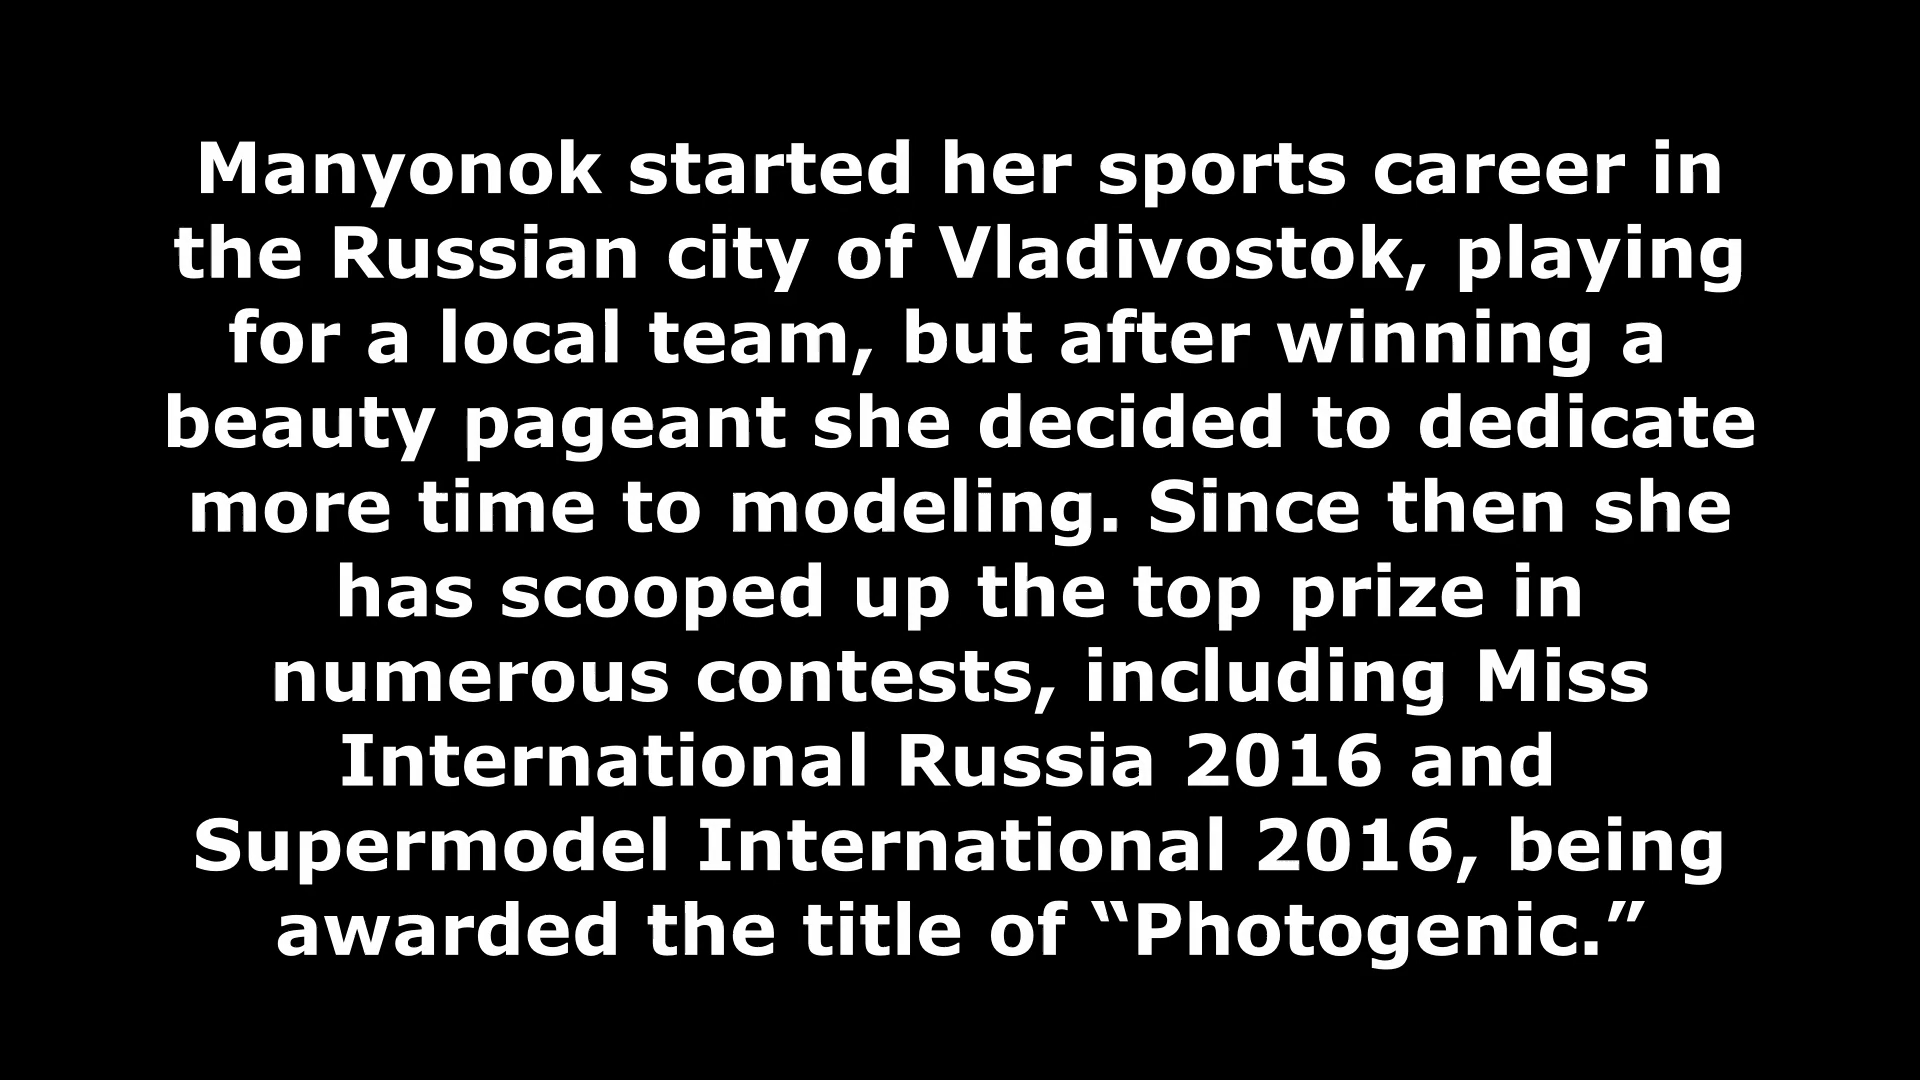 Manyonok started her sports career in
the Russian city of Vladivostok, playing
for a local team, but after winning a
beauty pageant she decided to dedicate
more time to modeling. Since then she
has scooped up the top prize in
numerous contests, including Miss
International Russia 2016 and
Supermodel International 2016, being
awarded the title of “Photogenic.”